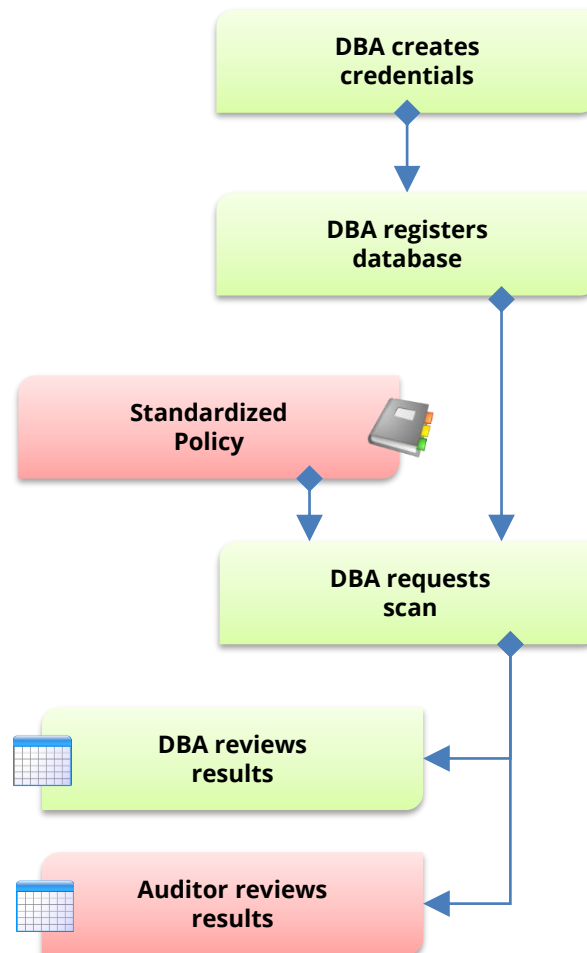 DBA creates
credentials
DBA registers
database
Standardized
Policy
DBA requests
scan
DBA reviews
results
Auditor reviews
results